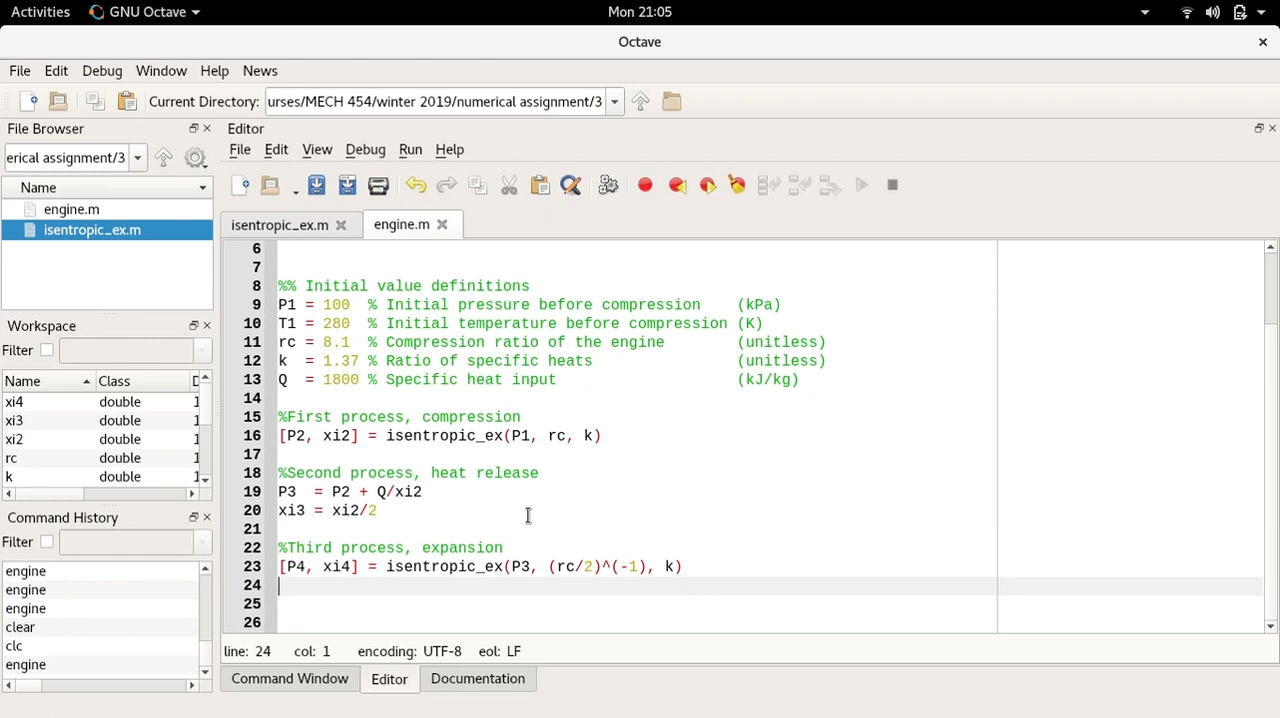 Activities GNU Octave Mon 21:05
Octave
File Edit Debug Window Help News
Current Directory: urses/MECH 454/winter 2019/numerical assignment/3
File Browser
erical assignment/3
Name
engine.m
isentropic_ex.m
Workspace
Filter
Name Class D
xi4 double 1
xi3 double 1
xi2 double 1
rc double 1
k double 1
Command History
Filter
engine
engine
engine
clear
clc
engine
Editor
File Edit View Debug Run Help
isentropic_ex.m engine.m
6
7
8 %% Initial value definitions
9 P1 = 100  % Initial pressure before compression    (kPa)
10 T1 = 280  % Initial temperature before compression (K)
11 rc = 8.1  % Compression ratio of the engine        (unitless)
12 k  = 1.37 % Ratio of specific heats                (unitless)
13 Q  = 1800 % Specific heat input                    (kJ/kg)
14
15 %First process, compression
16 [P2, xi2] = isentropic_ex(P1, rc, k)
17
18 %Second process, heat release
19 P3  = P2 + Q/xi2
20 xi3 = xi2/2
21
22 %Third process, expansion
23 [P4, xi4] = isentropic_ex(P3, (rc/2)^(-1), k)
24
25
26
line: 24 col: 1 encoding: UTF-8 eol: LF
Command Window Editor Documentation